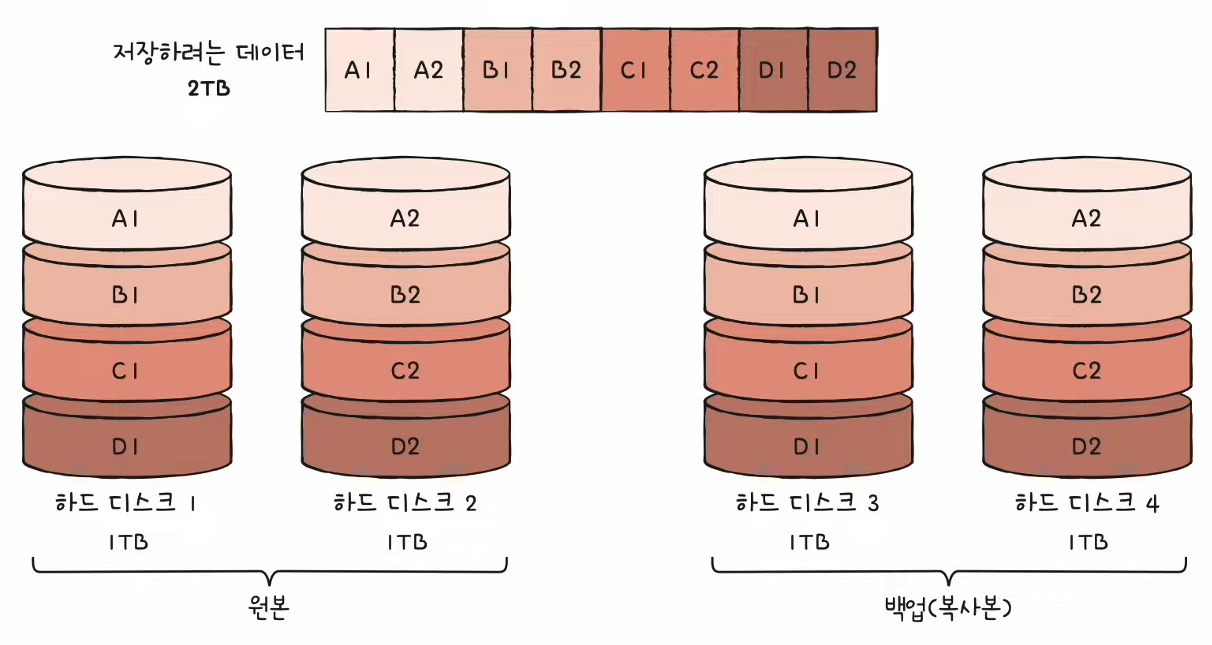 저장하려는 데이터
2TB
A1 A2 B1 B2 C1 C2 D1 D2
A1 A2 A1 A2
B1 B2 B1 B2
C1 C2 C1 C2
D1 D2 D1 D2
하드 디스크 1 하드 디스크 2 하드 디스크 3 하드 디스크 4
1TB 1TB 1TB 1TB
원본 백업(복사본)